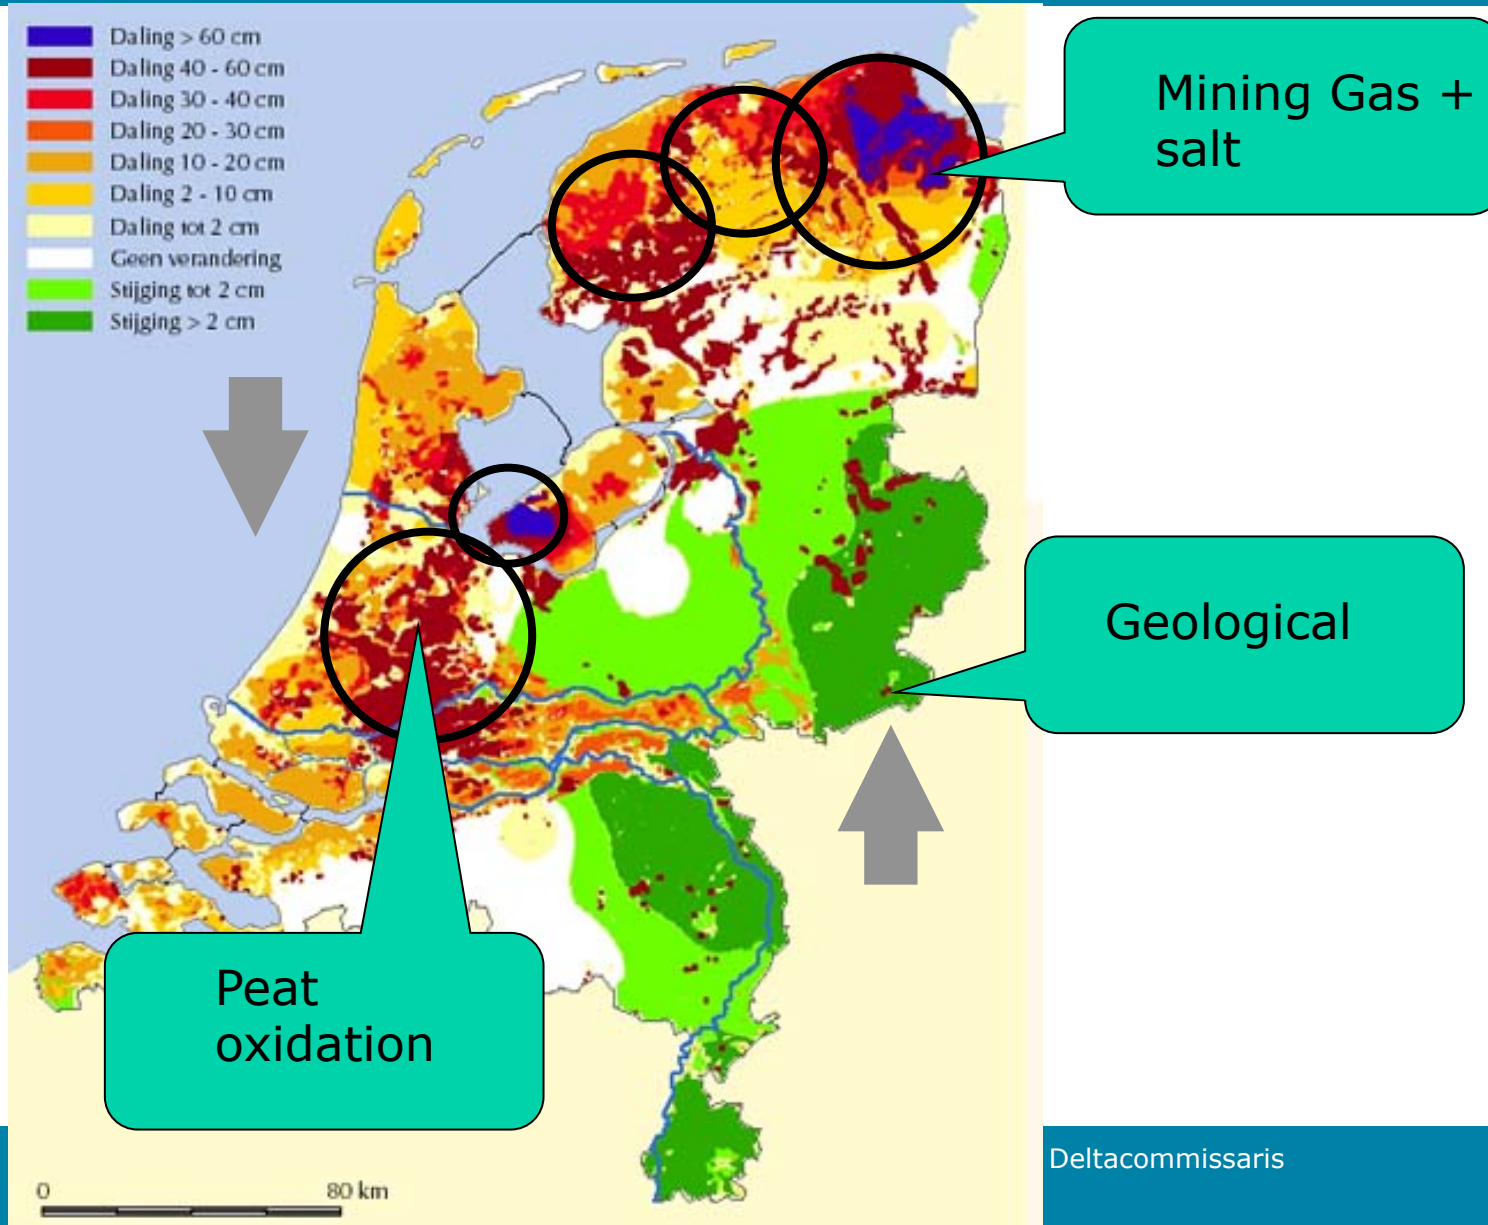 Daling > 60 cm
Daling 40 - 60 cm
Daling 30 - 40 cm
Daling 20 - 30 cm
Daling 10 - 20 cm
Daling 2 - 10 cm
Daling tot 2 cm
Geen verandering
Stijging tot 2 cm
Stijging > 2 cm
Mining Gas +
salt
Geological
Peat
oxidation
0 80 km
Deltacommissaris